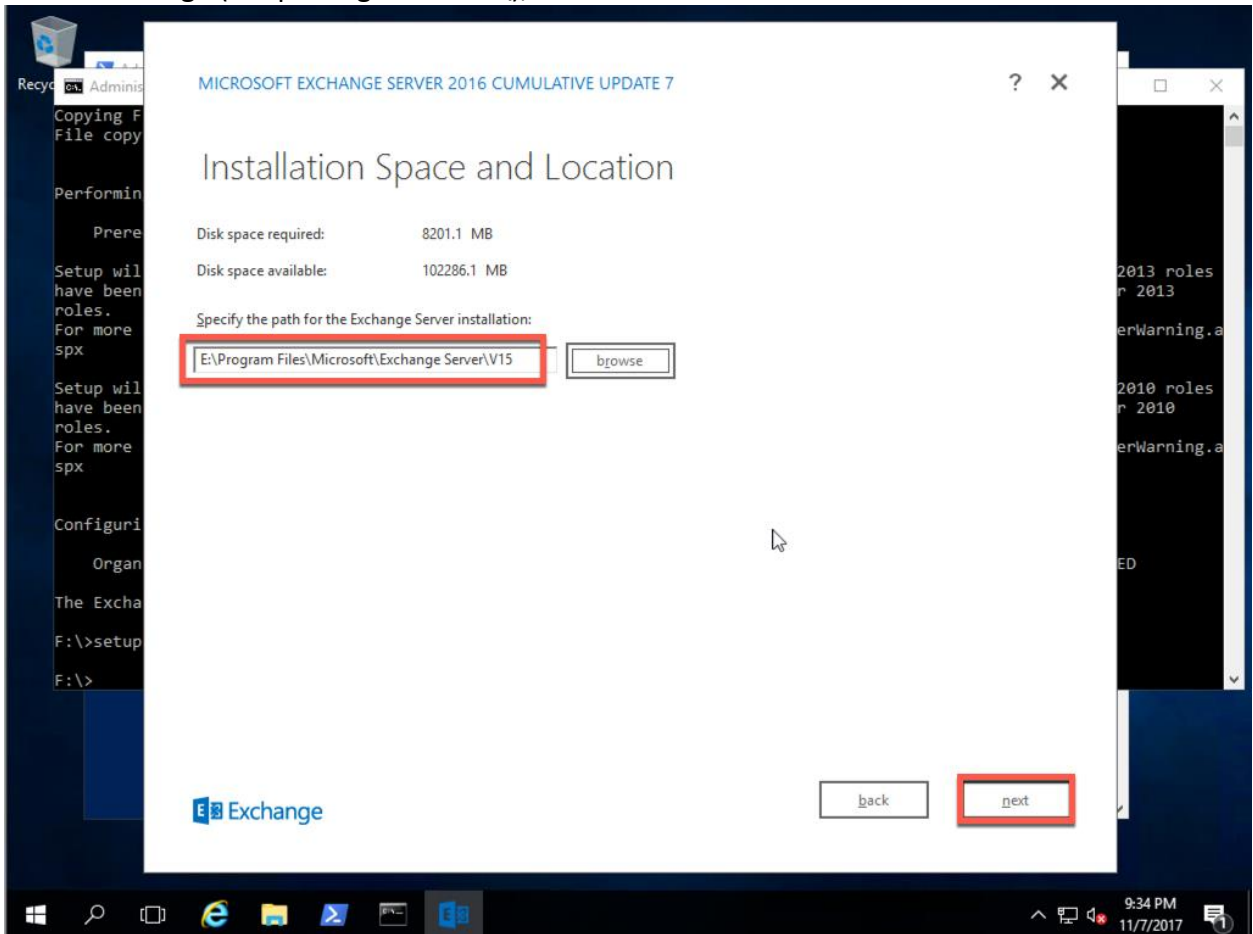 MICROSOFT EXCHANGE SERVER 2016 CUMULATIVE UPDATE 7
? X
Installation Space and Location
Disk space required: 8201.1 MB
Disk space available: 102286.1 MB
Specify the path for the Exchange Server installation:
E:\Program Files\Microsoft\Exchange Server\V15
browse
back
next
Exchange
Recyc
Adminis
Copying F
File copy
Performin
Prere
Setup wil
2013 roles
have been
r 2013
roles.
For more
erWarning.a
spx
Setup wil
2010 roles
have been
r 2010
roles.
For more
erWarning.a
spx
Configuri
Organ
ED
The Excha
F:\>setup
F:\>
9:34 PM
11/7/2017
1